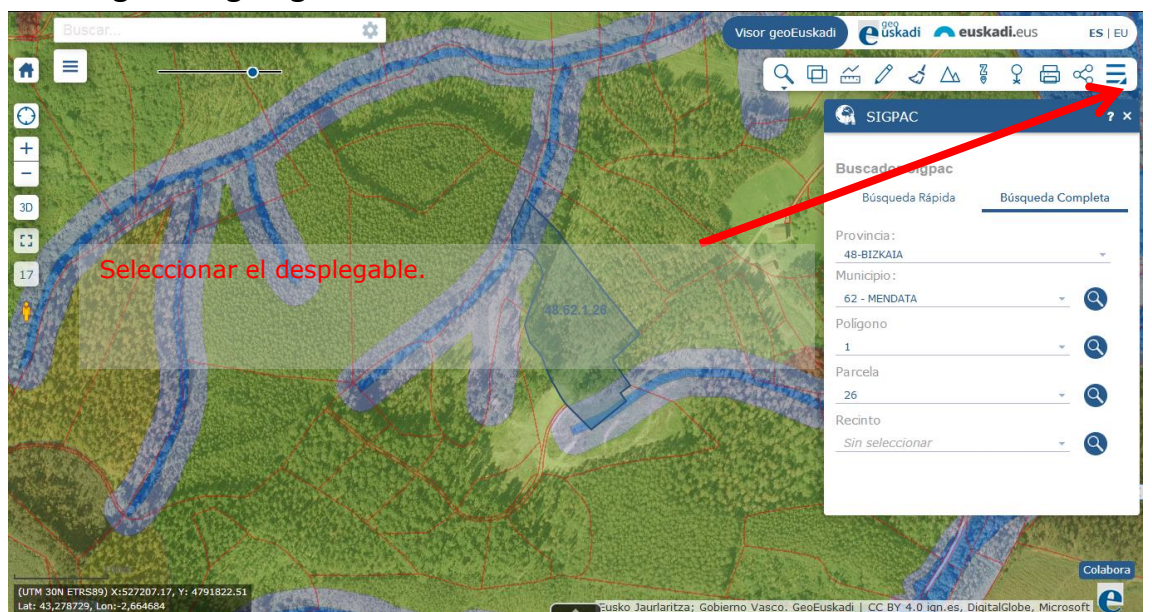 Buscar...
Visor geoEuskadi
geo
euskadi
euskadi.eus
ES | EU
SIGPAC
? ×
Buscador Sigpac
Búsqueda Rápida
Búsqueda Completa
Provincia:
48-BIZKAIA
Municipio:
62 - MENDATA
Polígono
1
Parcela
26
Recinto
Sin seleccionar
+
−
3D
17
Seleccionar el desplegable.
48.62.1.26
Colabora
(UTM 30N ETRS89) X:527207.17, Y: 4791822.51
Lat: 43,278729, Lon:-2,664684
Eusko Jaurlaritza; Gobierno Vasco. GeoEuskadi | CC BY 4.0 ign.es, DigitalGlobe, Microsoft